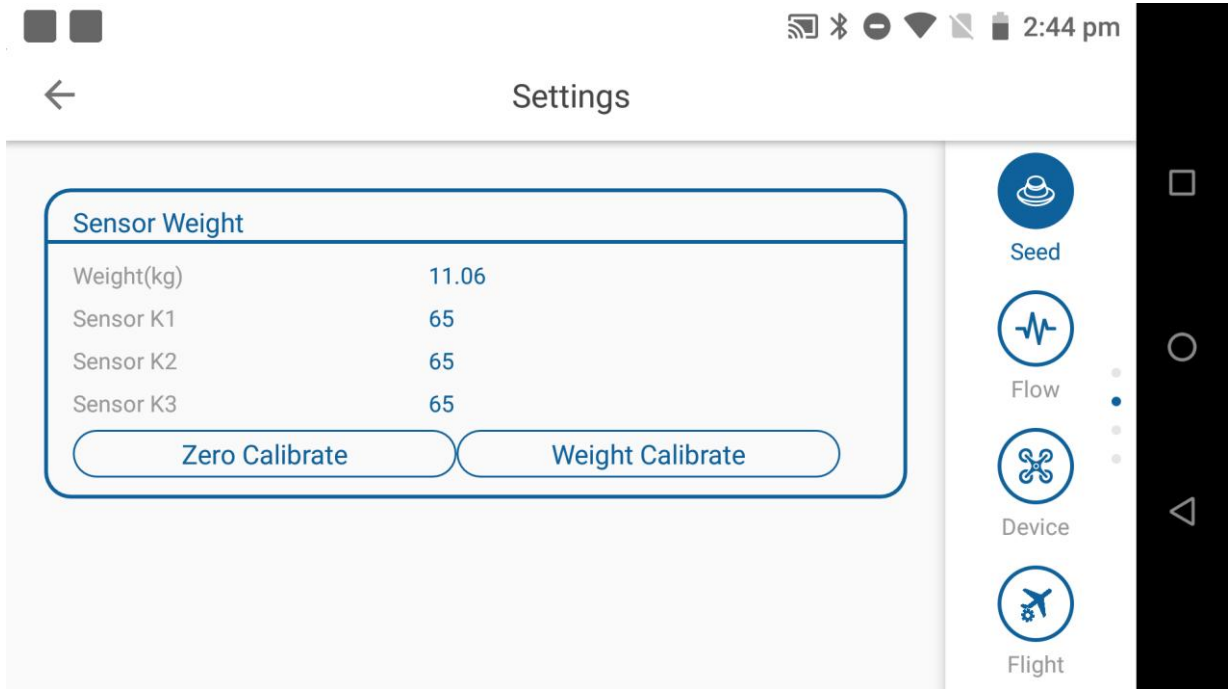 2:44 pm
Settings
Sensor Weight
Weight(kg) 11.06
Sensor K1 65
Sensor K2 65
Sensor K3 65
Zero Calibrate Weight Calibrate
Seed
Flow
Device
Flight